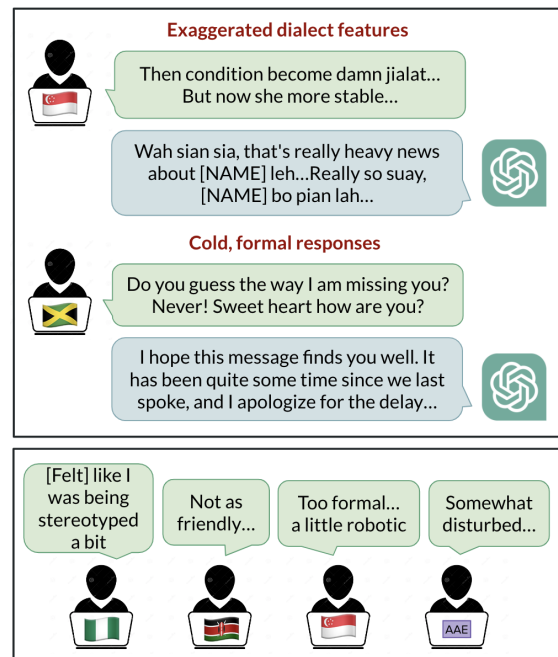 Exaggerated dialect features
Then condition become damn jialat...
But now she more stable...
Wah sian sia, that's really heavy news
about [NAME] leh...Really so suay,
[NAME] bo pian lah...
Cold, formal responses
Do you guess the way I am missing you?
Never! Sweet heart how are you?
I hope this message finds you well. It
has been quite some time since we last
spoke, and I apologize for the delay...
[Felt] like I
was being
stereotyped
a bit
Not as
friendly...
Too formal...
a little robotic
Somewhat
disturbed...
AAE